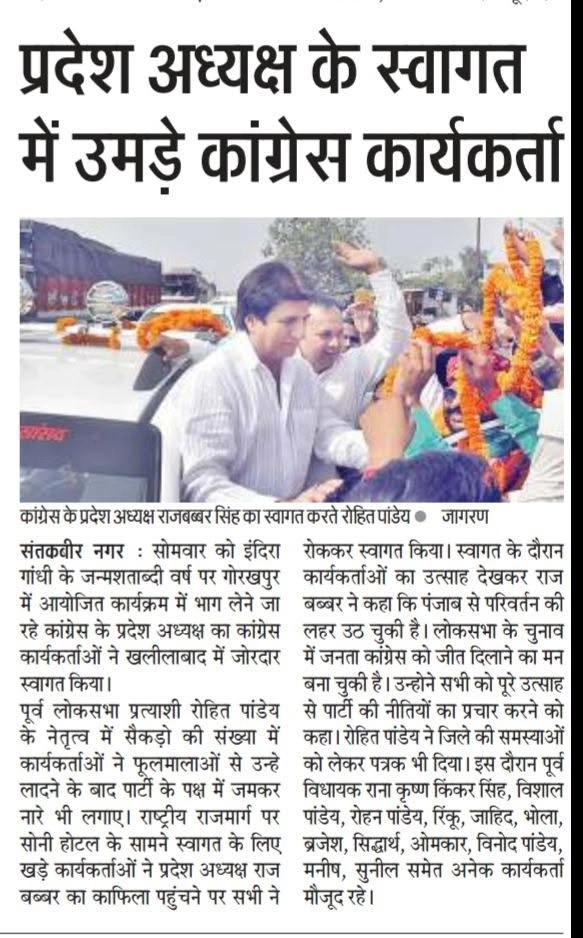 प्रदेश अध्यक्ष के स्वागत
में उमड़े कांग्रेस कार्यकर्ता
सांसद
कांग्रेस के प्रदेश अध्यक्ष राजबब्बर सिंह का स्वागत करते रोहित पांडेय ● जागरण
संतकबीर नगर : सोमवार को इंदिरा
गांधी के जन्मशताब्दी वर्ष पर गोरखपुर
में आयोजित कार्यक्रम में भाग लेने जा
रहे कांग्रेस के प्रदेश अध्यक्ष का कांग्रेस
कार्यकर्ताओं ने खलीलाबाद में जोरदार
स्वागत किया।
पूर्व लोकसभा प्रत्याशी रोहित पांडेय
के नेतृत्व में सैकड़ो की संख्या में
कार्यकर्ताओं ने फूलमालाओं से उन्हे
लादने के बाद पार्टी के पक्ष में जमकर
नारे भी लगाए। राष्ट्रीय राजमार्ग पर
सोनी होटल के सामने स्वागत के लिए
खड़े कार्यकर्ताओं ने प्रदेश अध्यक्ष राज
बब्बर का काफिला पहुंचने पर सभी ने
रोककर स्वागत किया। स्वागत के दौरान
कार्यकर्ताओं का उत्साह देखकर राज
बब्बर ने कहा कि पंजाब से परिवर्तन की
लहर उठ चुकी है। लोकसभा के चुनाव
में जनता कांग्रेस को जीत दिलाने का मन
बना चुकी है। उन्होने सभी को पूरे उत्साह
से पार्टी की नीतियों का प्रचार करने को
कहा। रोहित पांडेय ने जिले की समस्याओं
को लेकर पत्रक भी दिया। इस दौरान पूर्व
विधायक राना कृष्ण किंकर सिंह, विशाल
पांडेय, रोहन पांडेय, रिंकू, जाहिद, भोला,
ब्रजेश, सिद्धार्थ, ओमकार, विनोद पांडेय,
मनीष, सुनील समेत अनेक कार्यकर्ता
मौजूद रहे।